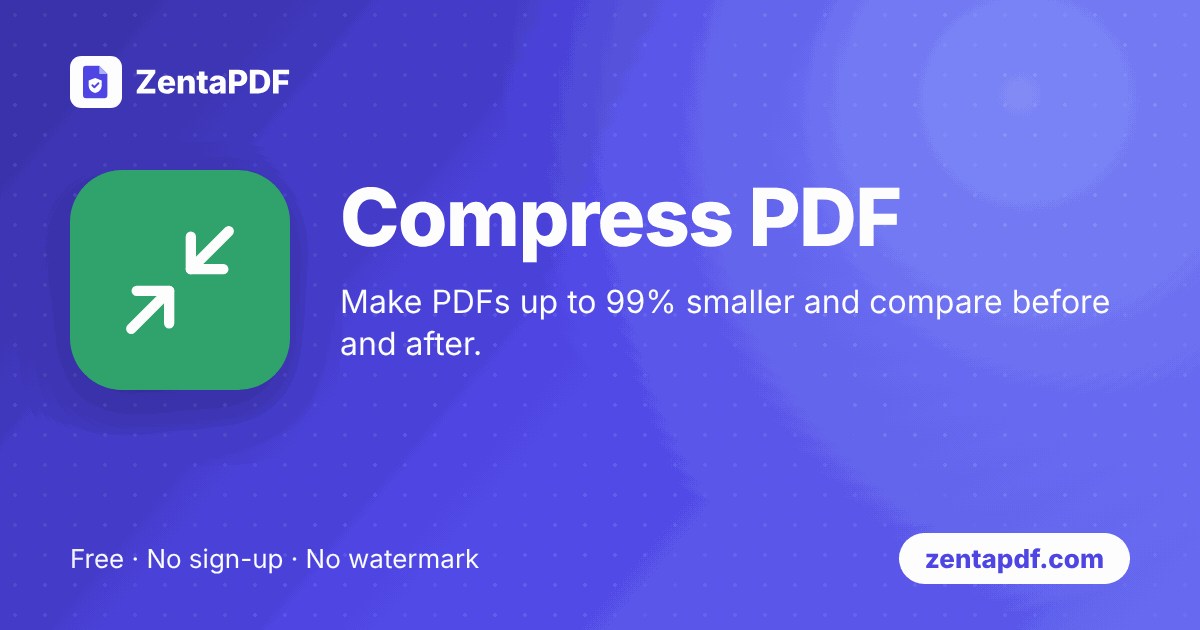 ZentaPDF
Compress PDF
Make PDFs up to 99% smaller and compare before
and after.
Free · No sign-up · No watermark
zentapdf.com